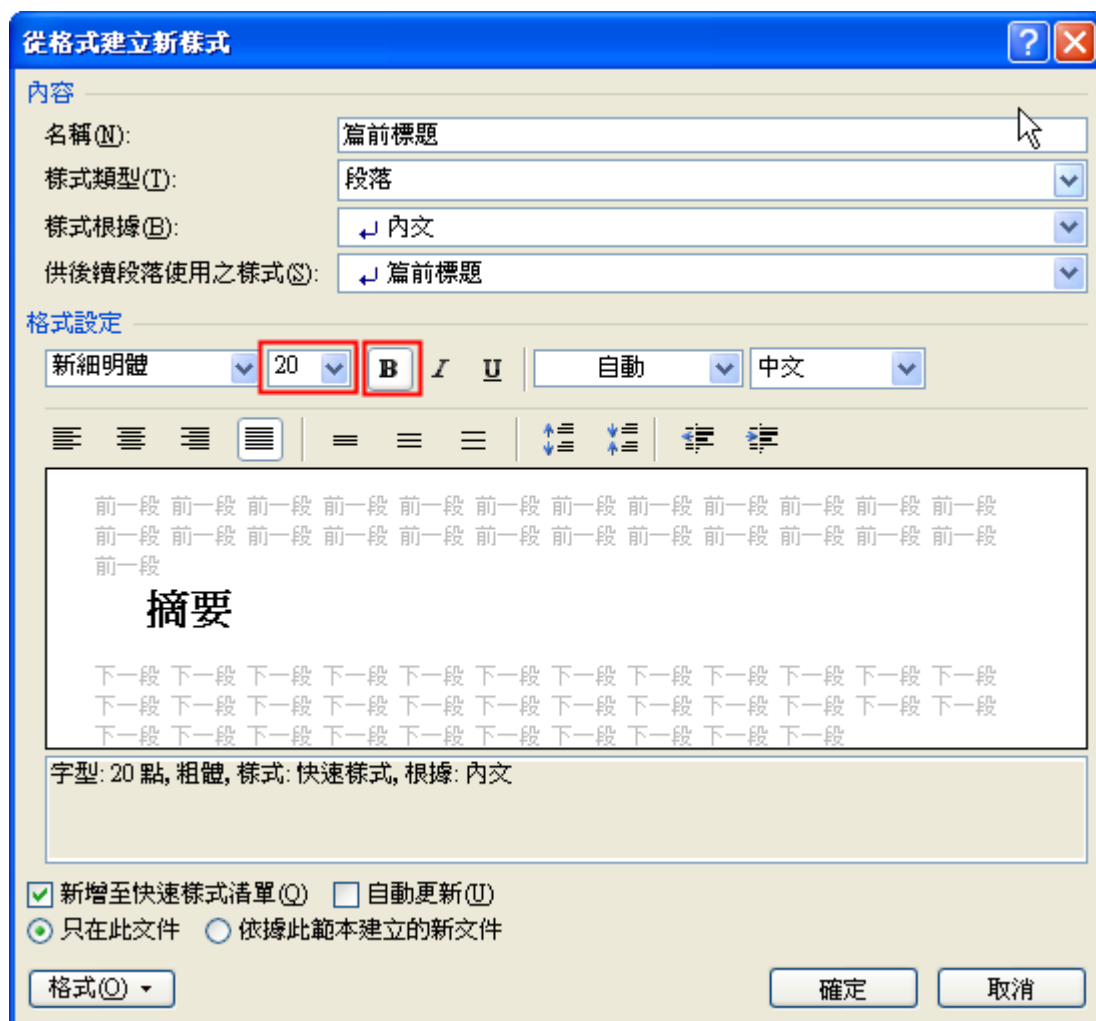 從格式建立新樣式
內容
名稱(N): 篇前標題
樣式類型(T): 段落
樣式根據(B): 內文
供後續段落使用之樣式(S): 篇前標題
格式設定
新細明體 20 B I U 自動 中文
前一段 前一段 前一段 前一段 前一段 前一段 前一段 前一段 前一段 前一段 前一段 前一段
前一段 前一段 前一段 前一段 前一段 前一段 前一段 前一段 前一段 前一段 前一段 前一段
前一段
摘要
下一段 下一段 下一段 下一段 下一段 下一段 下一段 下一段 下一段 下一段 下一段 下一段
下一段 下一段 下一段 下一段 下一段 下一段 下一段 下一段 下一段 下一段 下一段 下一段
下一段 下一段 下一段 下一段 下一段 下一段 下一段 下一段 下一段 下一段
字型: 20 點, 粗體, 樣式: 快速樣式, 根據: 內文
新增至快速樣式清單(Q) 自動更新(U)
只在此文件 依據此範本建立的新文件
格式(O) 確定 取消